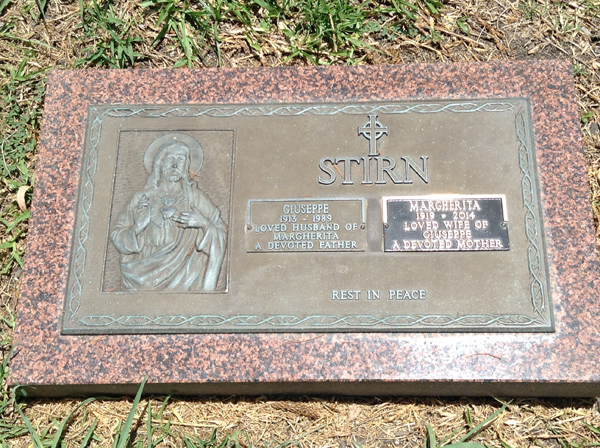 STIRN
GIUSEPPE
1913 - 1989
LOVED HUSBAND OF
MARGHERITA
A DEVOTED FATHER
MARGHERITA
1919 - 2014
LOVED WIFE OF
GIUSEPPE
A DEVOTED MOTHER
REST IN PEACE